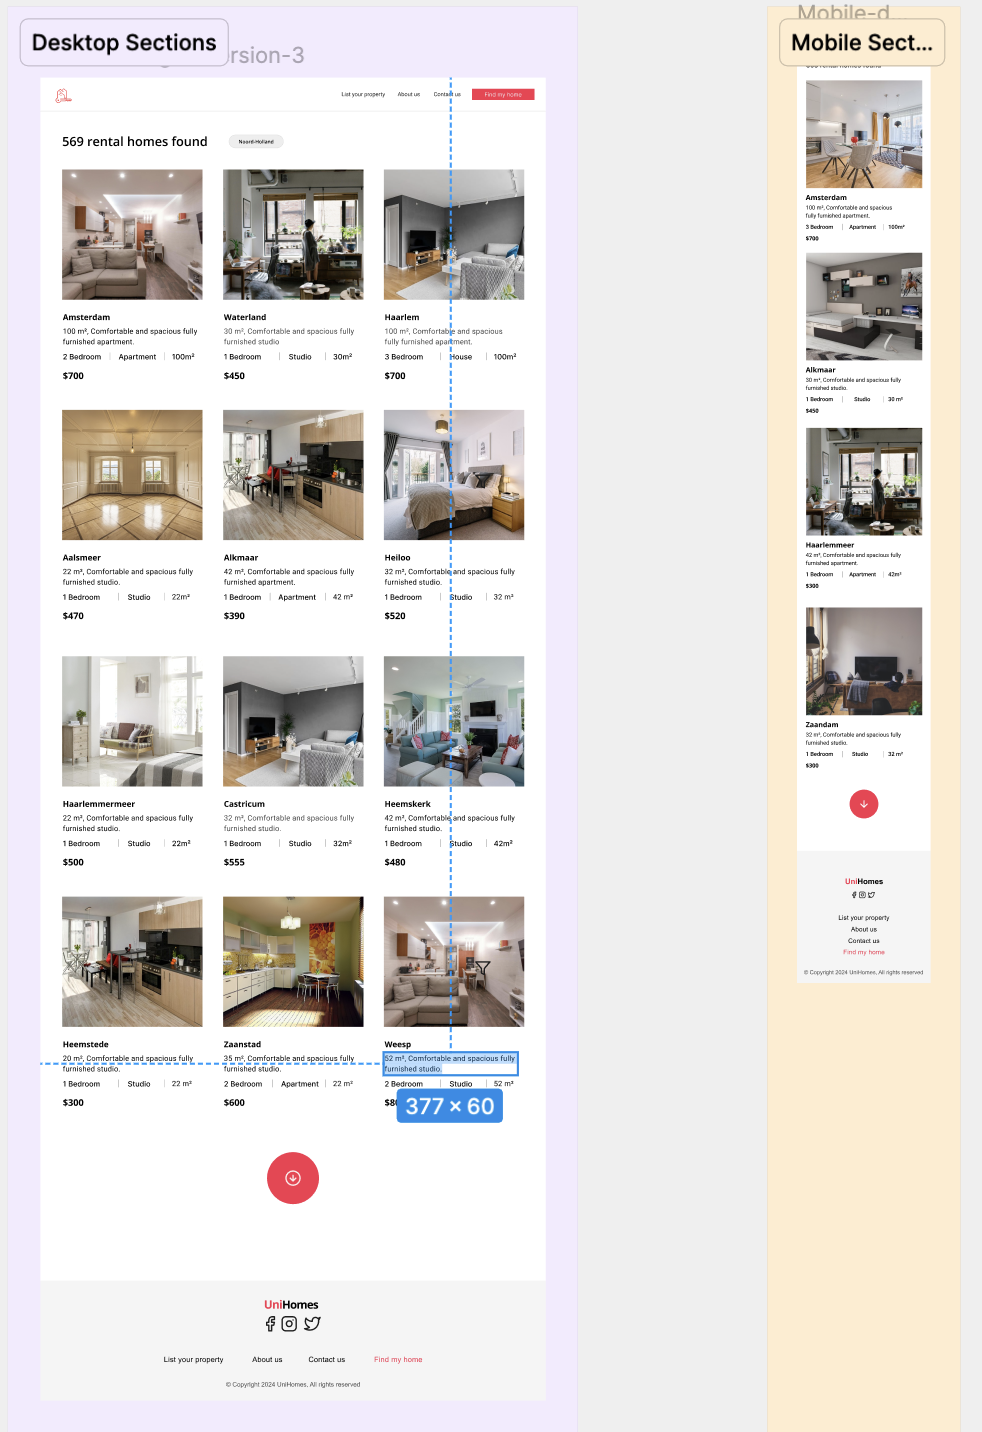 Desktop Sections
rsion-3
List your property
About us
Contact us
Find my home
569 rental homes found
Noord-Holland
Amsterdam
100 m², Comfortable and spacious fully
furnished apartment.
2 Bedroom
Apartment
100m²
$700
Waterland
30 m², Comfortable and spacious fully
furnished studio
1 Bedroom
Studio
30m²
$450
Haarlem
100 m², Comfortable and spacious
fully furnished apartment.
3 Bedroom
House
100m²
$700
Aalsmeer
22 m², Comfortable and spacious fully
furnished studio.
1 Bedroom
Studio
22m²
$470
Alkmaar
42 m², Comfortable and spacious fully
furnished apartment.
1 Bedroom
Apartment
42 m²
$390
Heiloo
32 m², Comfortable and spacious fully
furnished studio.
1 Bedroom
Studio
32 m²
$520
Haarlemmermeer
22 m², Comfortable and spacious fully
furnished studio.
1 Bedroom
Studio
22m²
$500
Castricum
32 m², Comfortable and spacious fully
furnished studio.
1 Bedroom
Studio
32m²
$555
Heemskerk
42 m², Comfortable and spacious fully
furnished studio.
1 Bedroom
Studio
42m²
$480
Heemstede
20 m², Comfortable and spacious fully
furnished studio.
1 Bedroom
Studio
22 m²
$300
Zaanstad
35 m², Comfortable and spacious fully
furnished studio.
2 Bedroom
Apartment
22 m²
$600
Weesp
52 m², Comfortable and spacious fully
furnished studio.
2 Bedroom
Studio
52 m²
377 × 60
UniHomes
List your property
About us
Contact us
Find my home
© Copyright 2024 UniHomes, All rights reserved
Mobile-d...
Mobile Sect...
Amsterdam
100 m², Comfortable and spacious
fully furnished apartment.
3 Bedroom
Apartment
100m²
$700
Alkmaar
30 m², Comfortable and spacious fully
furnished studio.
1 Bedroom
Studio
30 m²
$450
Haarlemmeer
42 m², Comfortable and spacious fully
furnished apartment.
1 Bedroom
Apartment
42m²
$300
Zaandam
32 m², Comfortable and spacious fully
furnished studio.
1 Bedroom
Studio
32 m²
$300
UniHomes
List your property
About us
Contact us
Find my home
© Copyright 2024 UniHomes, All rights reserved